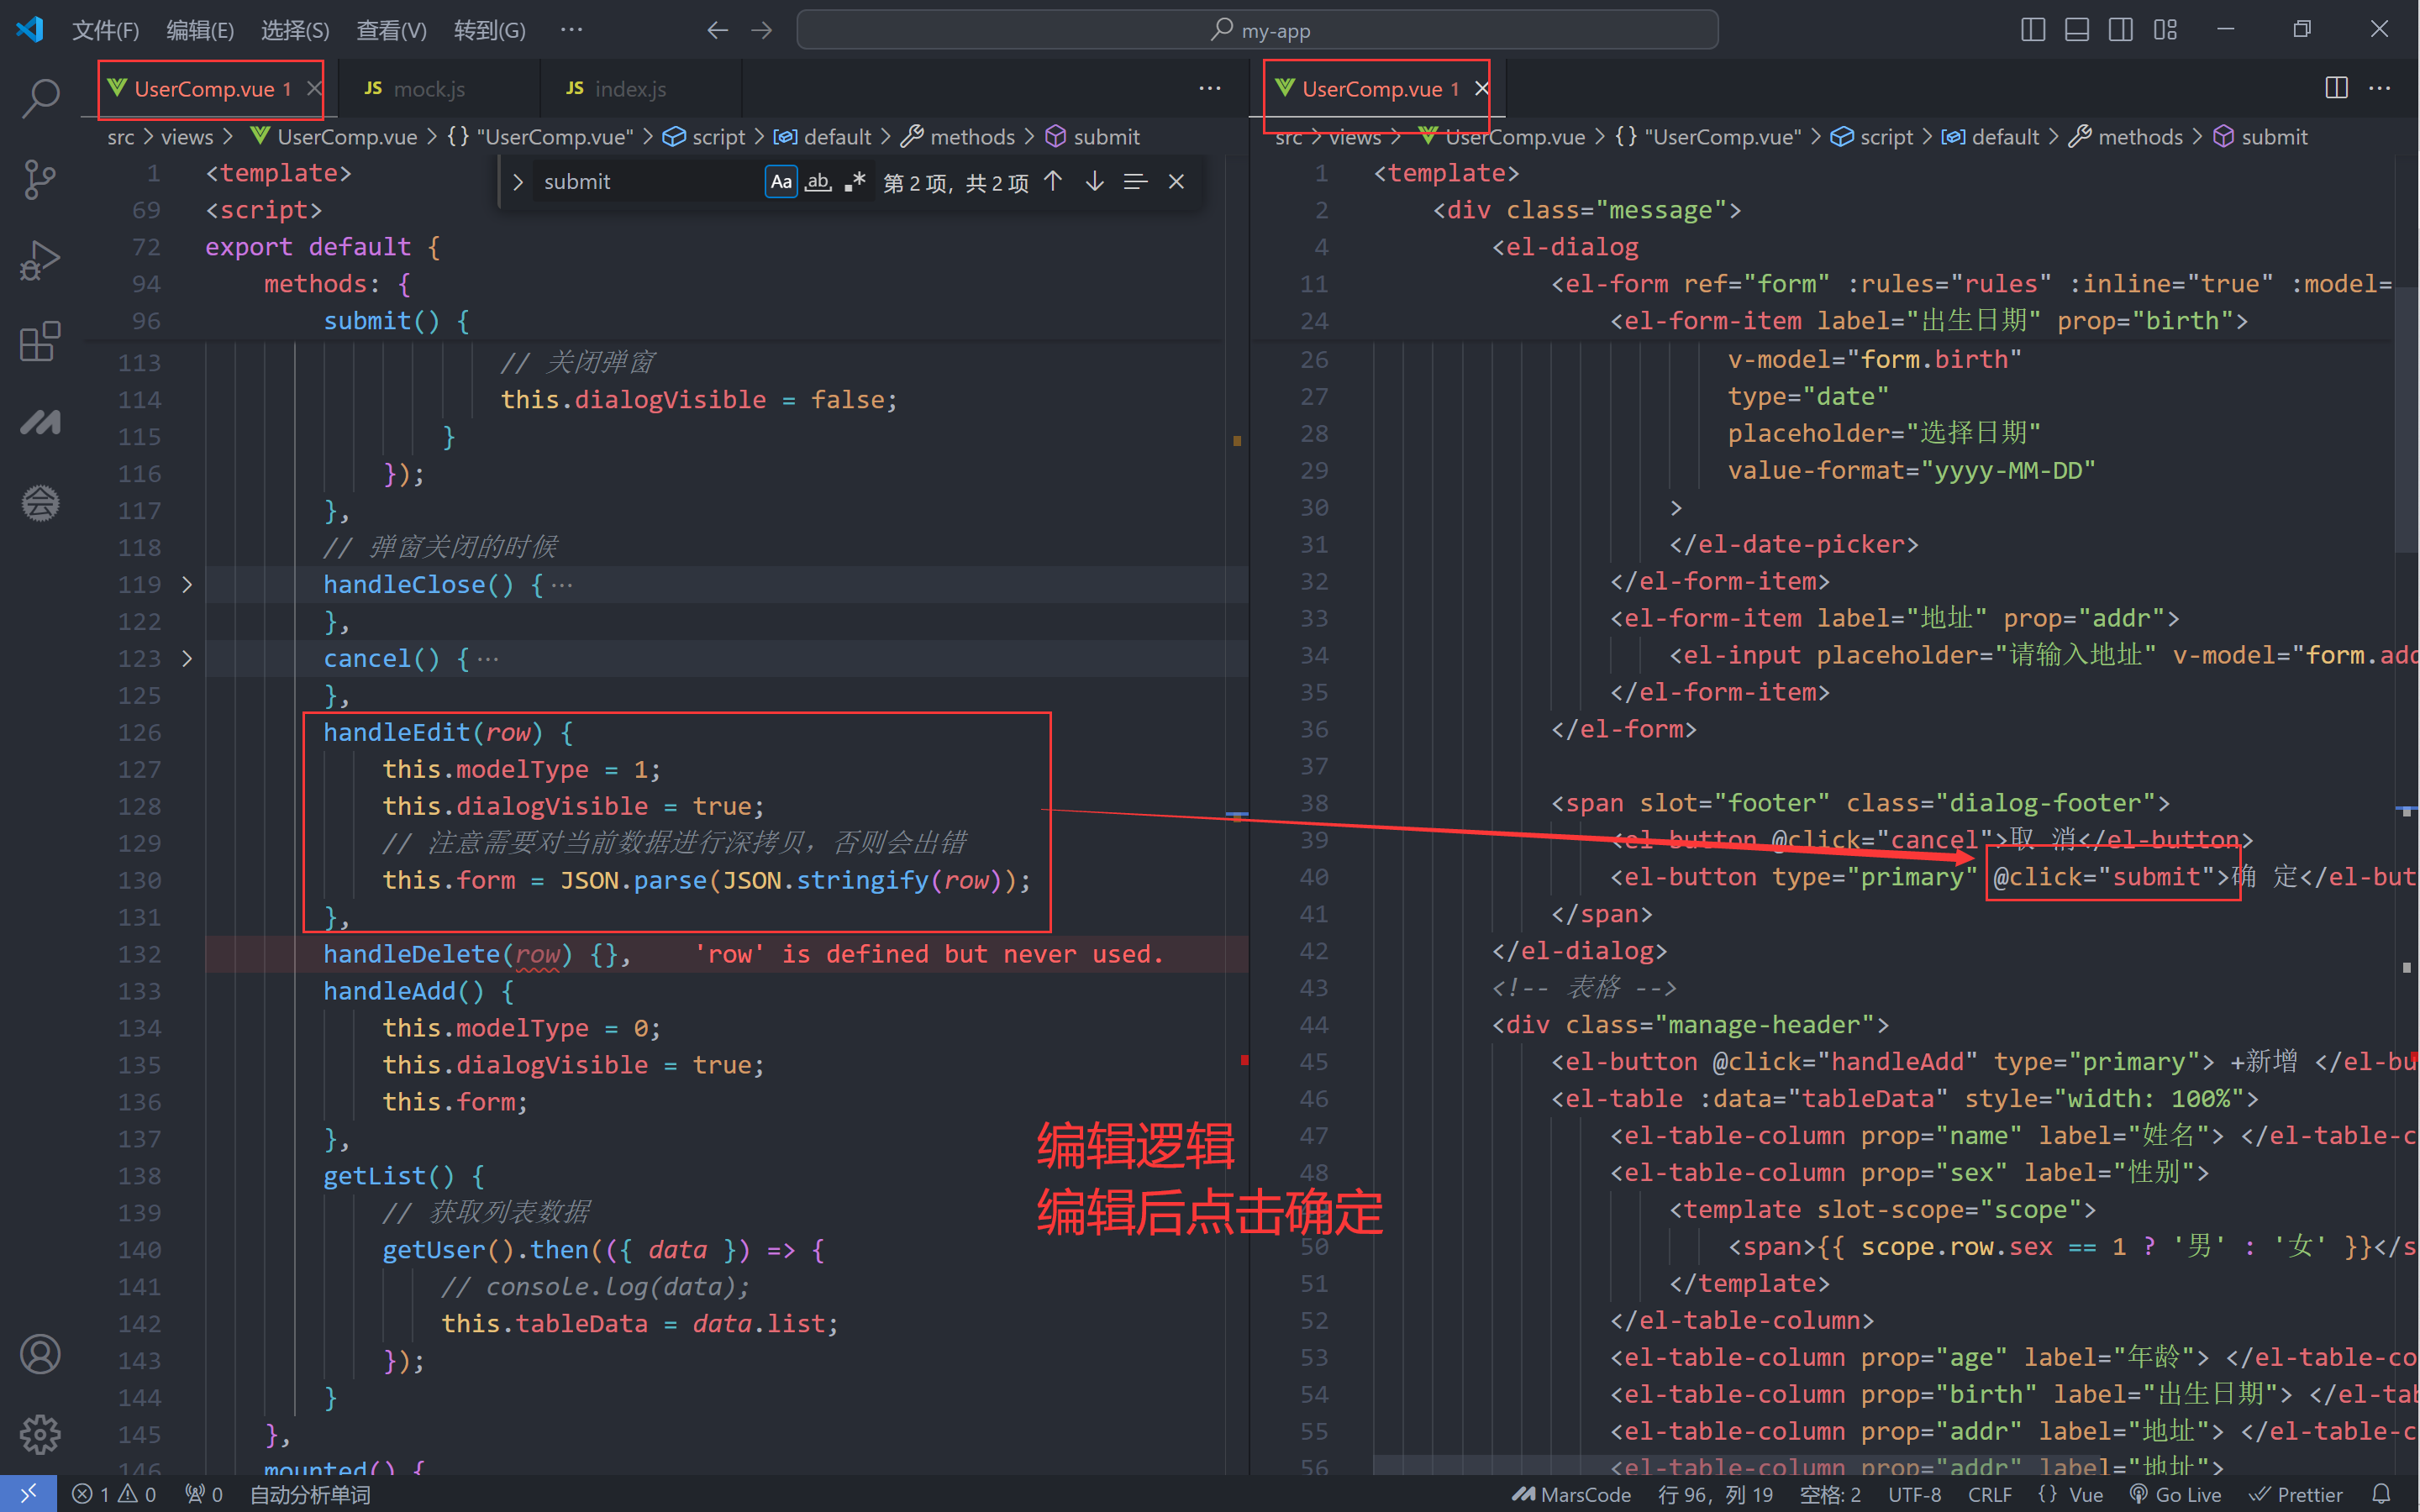 文件(F) 编辑(E) 选择(S) 查看(V) 转到(G) ··· my-app
UserComp.vue 1 JS mock.js JS index.js ···
src > views > UserComp.vue > {} "UserComp.vue" > script > default > methods > submit
submit Aa ab .* 第 2 项，共 2 项
1 <template>
69 <script>
72 export default {
94 methods: {
96 submit() {
113 // 关闭弹窗
114 this.dialogVisible = false;
115 }
116 });
117 },
118 // 弹窗关闭的时候
119 handleClose() {···
122 },
123 cancel() {···
125 },
126 handleEdit(row) {
127 this.modelType = 1;
128 this.dialogVisible = true;
129 // 注意需要对当前数据进行深拷贝，否则会出错
130 this.form = JSON.parse(JSON.stringify(row));
131 },
132 handleDelete(row) {}, 'row' is defined but never used.
133 handleAdd() {
134 this.modelType = 0;
135 this.dialogVisible = true;
136 this.form;
137 },
138 getList() {
139 // 获取列表数据
140 getUser().then(({ data }) => {
141 // console.log(data);
142 this.tableData = data.list;
143 });
144 }
145 },
146 mounted() {
编辑逻辑
编辑后点击确定
UserComp.vue 1 ···
src > views > UserComp.vue > {} "UserComp.vue" > script > default > methods > submit
1 <template>
2 <div class="message">
4 <el-dialog
11 <el-form ref="form" :rules="rules" :inline="true" :model=
24 <el-form-item label="出生日期" prop="birth">
26 v-model="form.birth"
27 type="date"
28 placeholder="选择日期"
29 value-format="yyyy-MM-DD"
30 >
31 </el-date-picker>
32 </el-form-item>
33 <el-form-item label="地址" prop="addr">
34 <el-input placeholder="请输入地址" v-model="form.add
35 </el-form-item>
36 </el-form>
37
38 <span slot="footer" class="dialog-footer">
39 <el-button @click="cancel">取 消</el-button>
40 <el-button type="primary" @click="submit">确 定</el-but
41 </span>
42 </el-dialog>
43 <!-- 表格 -->
44 <div class="manage-header">
45 <el-button @click="handleAdd" type="primary"> +新增 </el-bu
46 <el-table :data="tableData" style="width: 100%">
47 <el-table-column prop="name" label="姓名"> </el-table-c
48 <el-table-column prop="sex" label="性别">
<template slot-scope="scope">
50 <span>{{ scope.row.sex == 1 ? '男' : '女' }}</s
51 </template>
52 </el-table-column>
53 <el-table-column prop="age" label="年龄"> </el-table-co
54 <el-table-column prop="birth" label="出生日期"> </el-tab
55 <el-table-column prop="addr" label="地址"> </el-table-c
56 <el-table-column prop="addr" label="地址">
1 0 0 自动分析单词 MarsCode 行 96，列 19 空格: 2 UTF-8 CRLF {} Vue Go Live Prettier